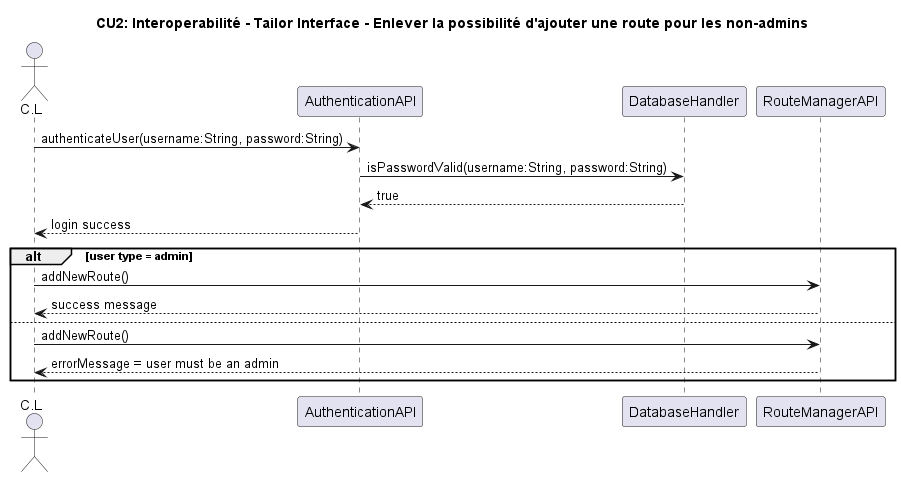 CU2: Interoperabilité - Tailor Interface - Enlever la possibilité d'ajouter une route pour les non-admins
C.L
AuthenticationAPI
DatabaseHandler
RouteManagerAPI
authenticateUser(username:String, password:String)
isPasswordValid(username:String, password:String)
true
login success
alt [user type = admin]
addNewRoute()
success message
addNewRoute()
errorMessage = user must be an admin
C.L
AuthenticationAPI
DatabaseHandler
RouteManagerAPI